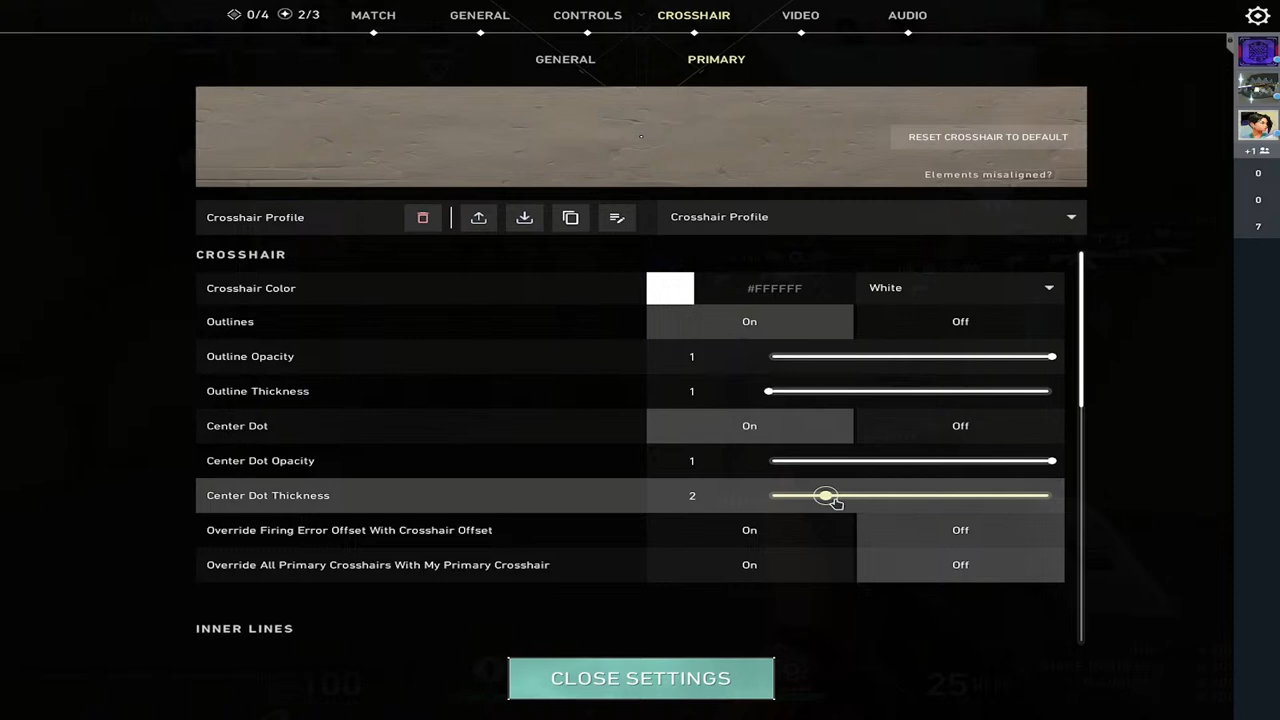 0/4 2/3 MATCH GENERAL CONTROLS CROSSHAIR VIDEO AUDIO
GENERAL PRIMARY
RESET CROSSHAIR TO DEFAULT
Elements misaligned?
+1
0
0
7
Crosshair Profile Crosshair Profile
CROSSHAIR
Crosshair Color #FFFFFF White
Outlines On Off
Outline Opacity 1
Outline Thickness 1
Center Dot On Off
Center Dot Opacity 1
Center Dot Thickness 2
Override Firing Error Offset With Crosshair Offset On Off
Override All Primary Crosshairs With My Primary Crosshair On Off
INNER LINES
CLOSE SETTINGS
100
25